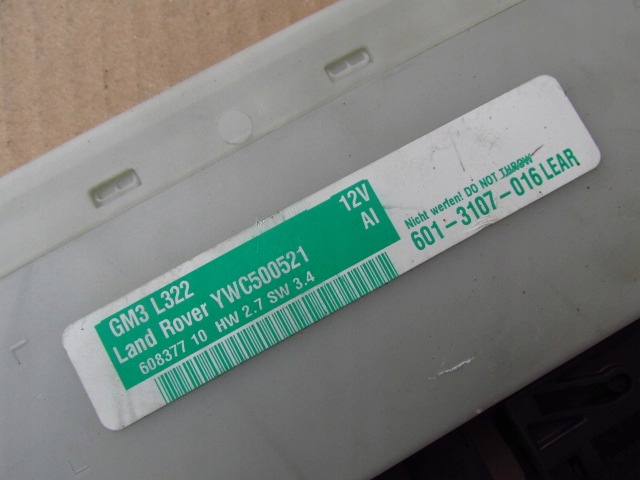 GM3 L322
12V
Land Rover YWC500521
AI
608377 10 HW 2.7 SW 3.4
Nicht werfen! DO NOT THROW
601-3107-016 LEAR